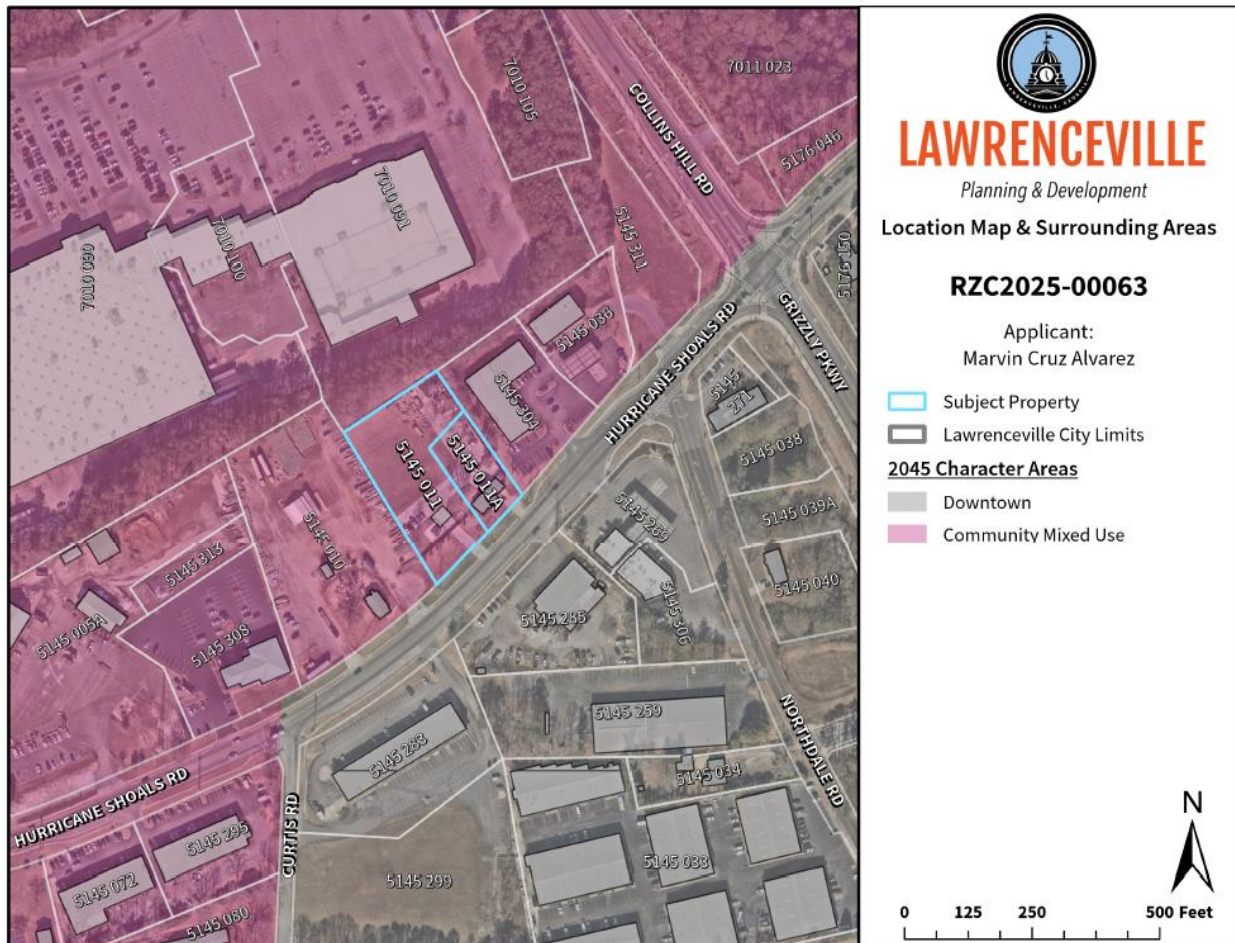 7010 105
7011 023
COLLINS HILL RD
5176 046
7010 091
7010 100
7010 090
5145 311
5176 150
GRIZZLY PKWY
HURRICANE SHOALS RD
5145 304
5145
271
5145 038
5145 011
5145 011A
5145 039A
5145 269
5145 010
5145 313
5145 040
5145 005A
5145 308
5145 285
5145 306
5145 259
NORTHDALE RD
5145 283
5145 034
HURRICANE SHOALS RD
CURTIS RD
5145 295
5145 072
5145 033
5145 299
5145 080
LAWRENCEVILLE, GEORGIA
LAWRENCEVILLE
Planning & Development
Location Map & Surrounding Areas
RZC2025-00063
Applicant:
Marvin Cruz Alvarez
Subject Property
Lawrenceville City Limits
2045 Character Areas
Downtown
Community Mixed Use
N
0 125 250 500 Feet